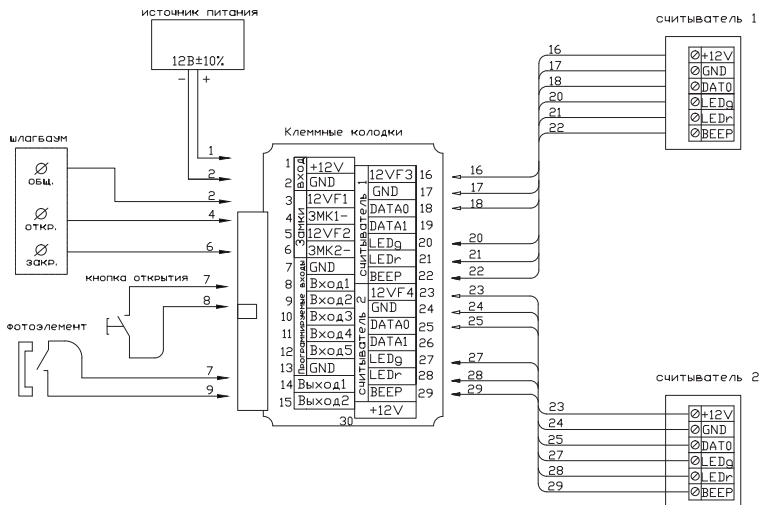 источник питания
12В±10%
− +
шлагбаум
общ.
откр.
закр.
кнопка открытия
фотоэлемент
1
2
2
4
6
7
8
7
9
Клеммные колодки
вход
Замки
Программируемые входы
1 +12V
2 GND
3 12VF1
4 ЗМК1-
5 12VF2
6 ЗМК2-
7 GND
8 Вход1
9 Вход2
10 Вход3
11 Вход4
12 Вход5
13 GND
14 Выход1
15 Выход2
считыватель 1
12VF3 16
GND 17
DATA0 18
DATA1 19
LEDg 20
LEDr 21
BEEP 22
считыватель 2
12VF4 23
GND 24
DATA0 25
DATA1 26
LEDg 27
LEDr 28
BEEP 29
+12V
30
16
17
18
20
21
22
23
24
25
27
28
29
считыватель 1
16 +12V
17 GND
18 DAT0
20 LEDg
21 LEDr
22 BEEP
считыватель 2
23 +12V
24 GND
25 DAT0
27 LEDg
28 LEDr
29 BEEP